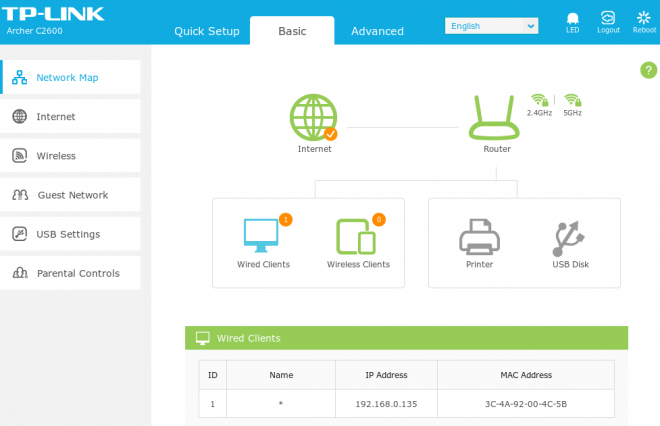 TP-LINK
Archer C2600
Quick Setup Basic Advanced English LED Logout Reboot
Network Map
Internet
Wireless
Guest Network
USB Settings
Parental Controls
?
2.4GHz | 5GHz
Internet Router
1 0
Wired Clients Wireless Clients Printer USB Disk
Wired Clients
ID Name IP Address MAC Address
1 * 192.168.0.135 3C-4A-92-00-4C-5B